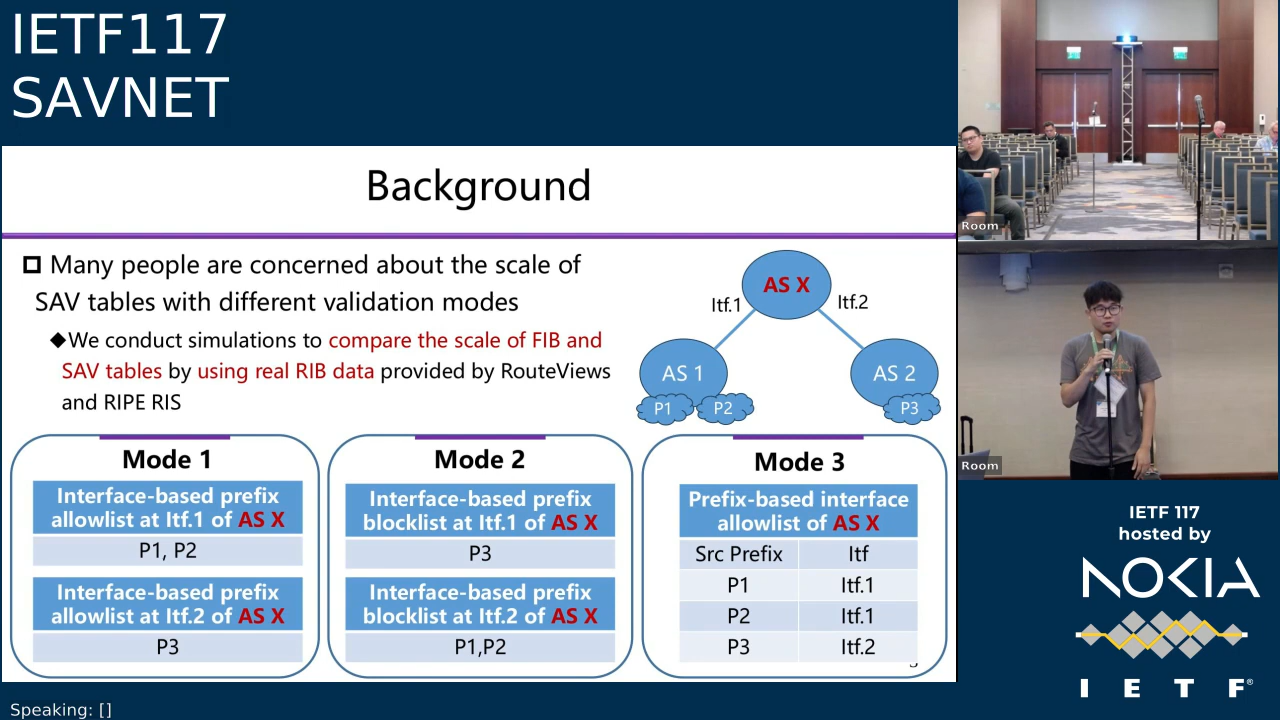 IETF117
SAVNET
Background
Many people are concerned about the scale of
SAV tables with different validation modes
We conduct simulations to compare the scale of FIB and
SAV tables by using real RIB data provided by RouteViews
and RIPE RIS
AS X
Itf.1
Itf.2
AS 1
AS 2
P1
P2
P3
Mode 1
Interface-based prefix
allowlist at Itf.1 of AS X
P1, P2
Interface-based prefix
allowlist at Itf.2 of AS X
P3
Mode 2
Interface-based prefix
blocklist at Itf.1 of AS X
P3
Interface-based prefix
blocklist at Itf.2 of AS X
P1,P2
Mode 3
Prefix-based interface
allowlist of AS X
Src Prefix Itf
P1 Itf.1
P2 Itf.1
P3 Itf.2
Room
Room
IETF 117
hosted by
NOKIA
I E T F®
Speaking: []